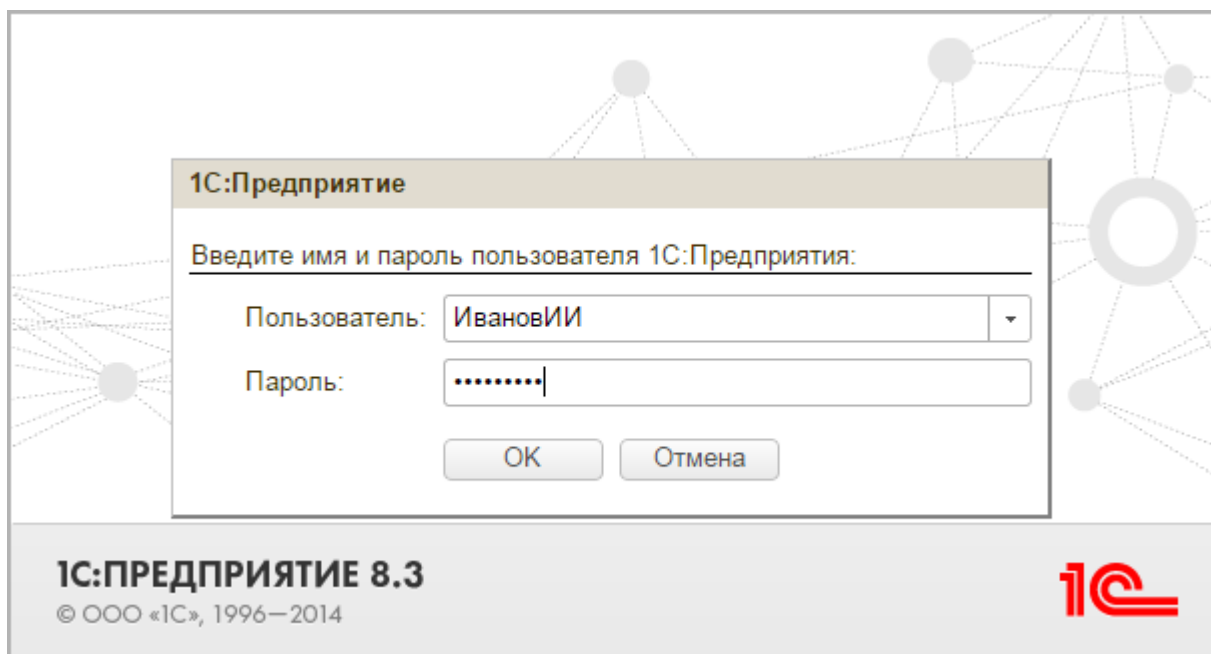 1С:Предприятие
Введите имя и пароль пользователя 1С:Предприятия:
Пользователь: ИвановИИ
Пароль: •••••••••
OK Отмена
1С:ПРЕДПРИЯТИЕ 8.3
© ООО «1С», 1996—2014
1С